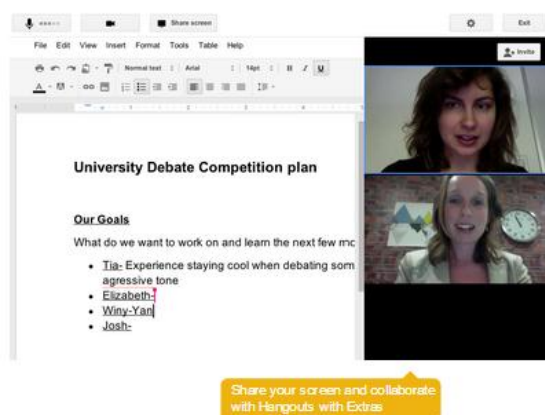 Share screen
Exit
File Edit View Insert Format Tools Table Help
Normal text Arial 14pt B I U
Invite
A
University Debate Competition plan
Our Goals
What do we want to work on and learn the next few mo
Tia- Experience staying cool when debating som
agressive tone
Elizabeth-
Winy-Yan
Josh-
Share your screen and collaborate
with Hangouts with Extras